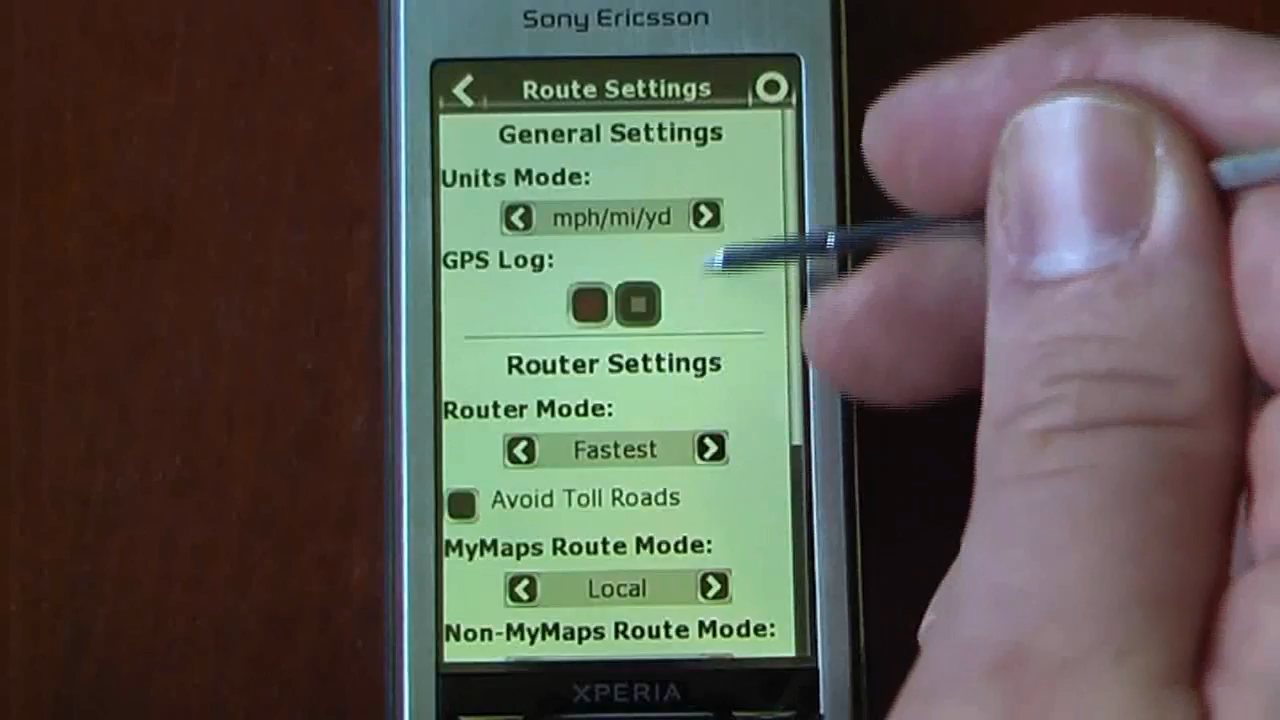 Sony Ericsson
Route Settings
General Settings
Units Mode:
mph/mi/yd
GPS Log:
Router Settings
Router Mode:
Fastest
Avoid Toll Roads
MyMaps Route Mode:
Local
Non-MyMaps Route Mode:
XPERIA